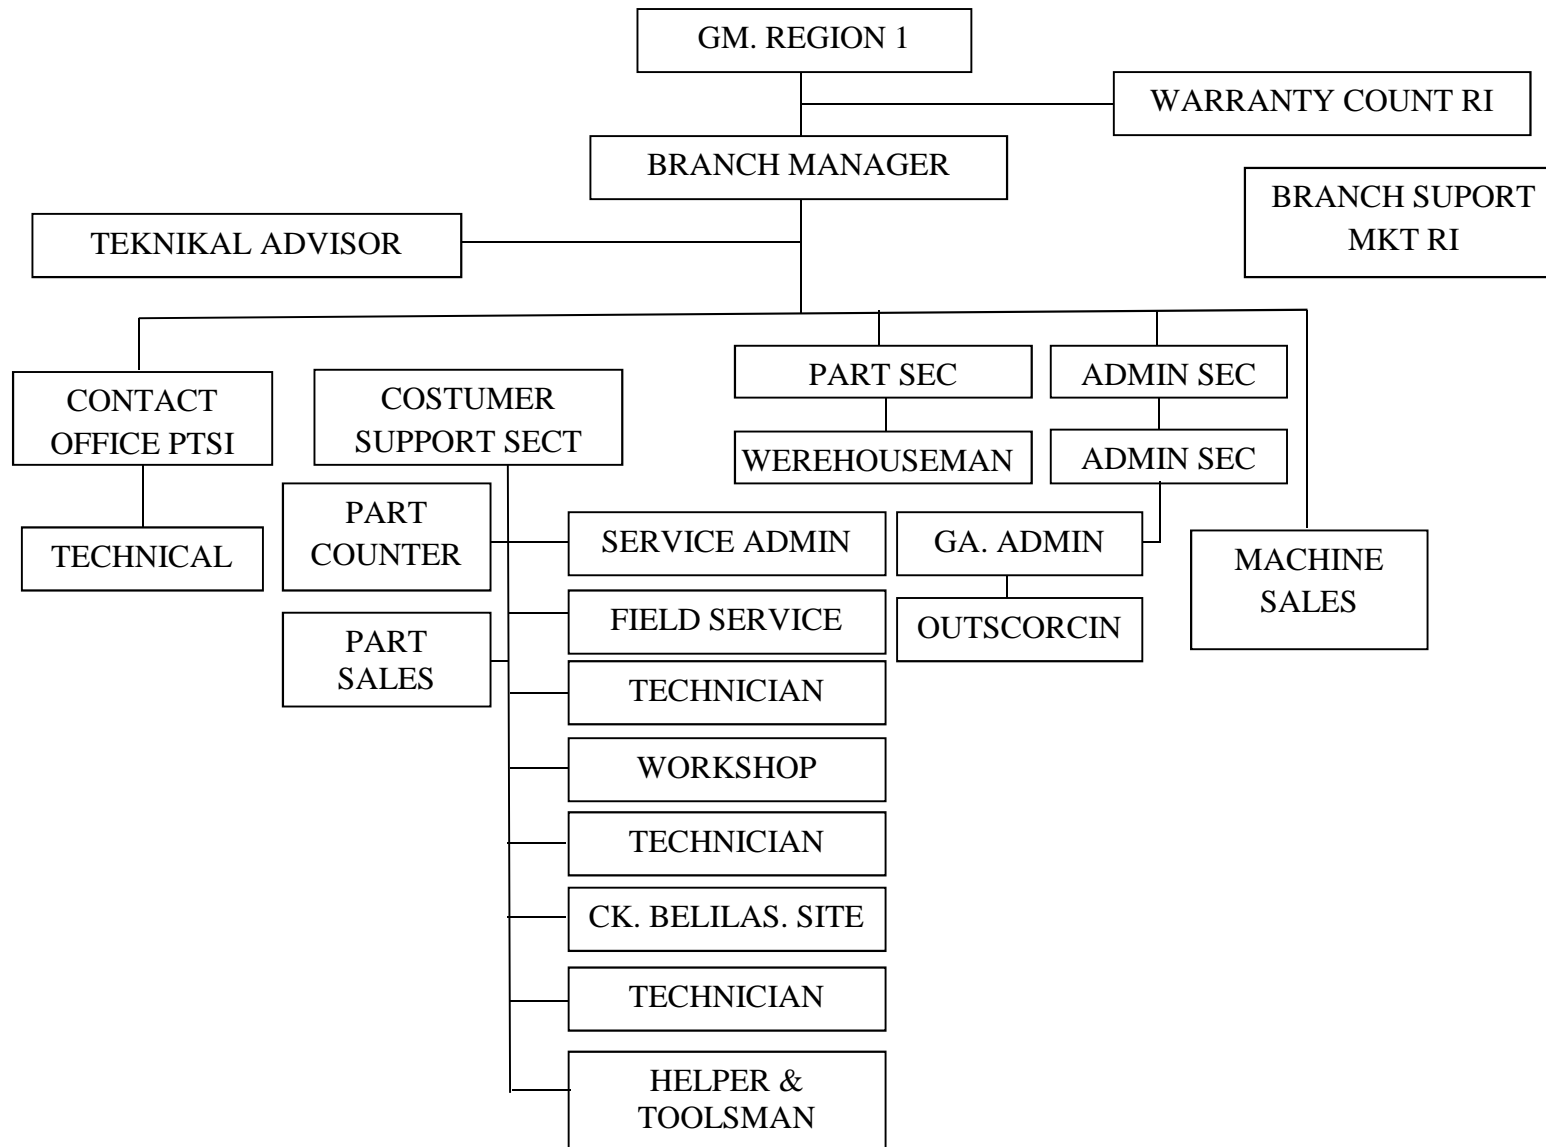 GM. REGION 1
WARRANTY COUNT RI
BRANCH MANAGER
BRANCH SUPORT
MKT RI
TEKNIKAL ADVISOR
CONTACT
OFFICE PTSI
COSTUMER
SUPPORT SECT
PART SEC
ADMIN SEC
WEREHOUSEMAN
ADMIN SEC
PART
COUNTER
TECHNICAL
SERVICE ADMIN
GA. ADMIN
MACHINE
SALES
FIELD SERVICE
OUTSCORCIN
PART
SALES
TECHNICIAN
WORKSHOP
TECHNICIAN
CK. BELILAS. SITE
TECHNICIAN
HELPER &
TOOLSMAN